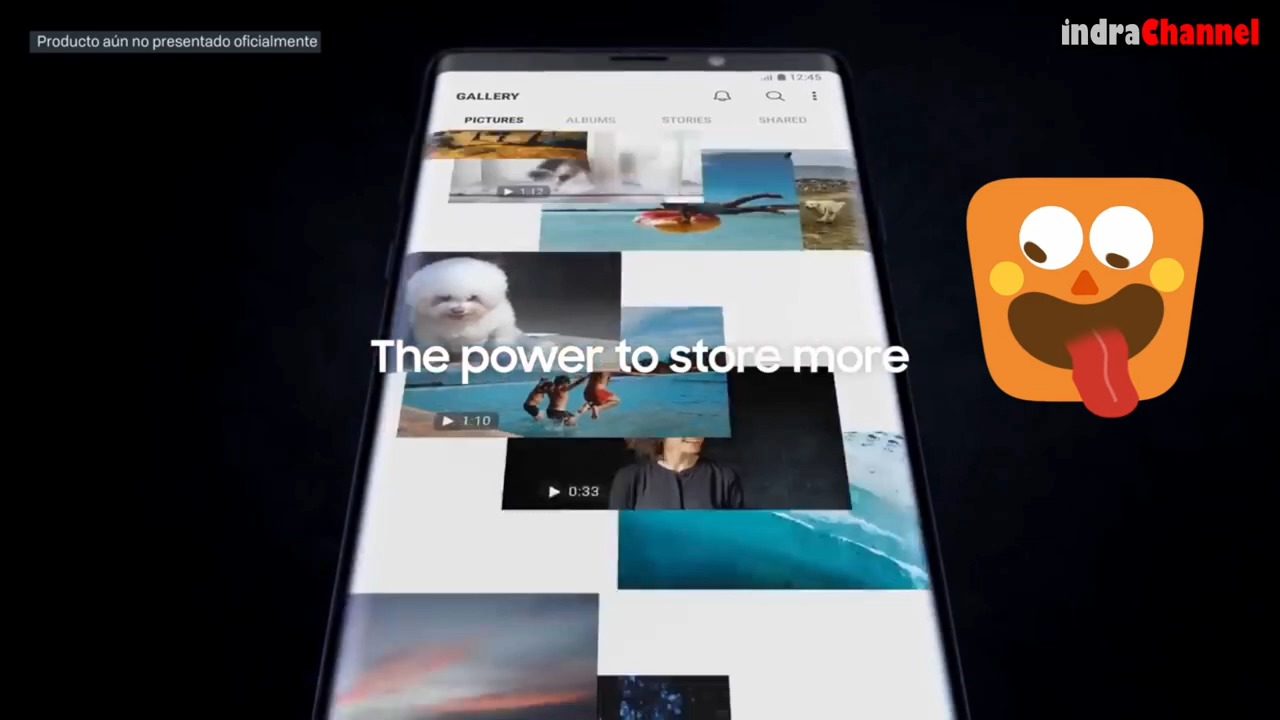 Producto aún no presentado oficialmente
indraChannel
12:45
GALLERY
PICTURES ALBUMS STORIES SHARED
1:12
The power to store more
1:10
0:33